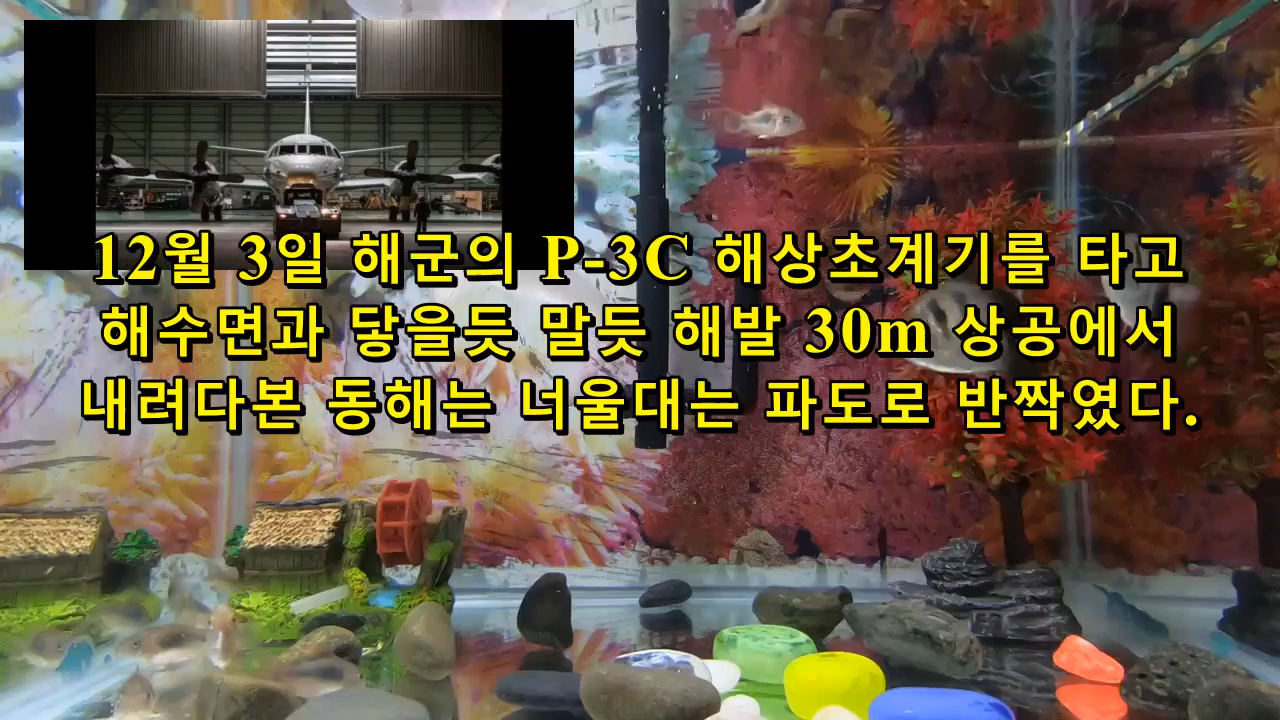 12월 3일 해군의 P-3C 해상초계기를 타고
해수면과 닿을듯 말듯 해발 30m 상공에서
내려다본 동해는 너울대는 파도로 반짝였다.